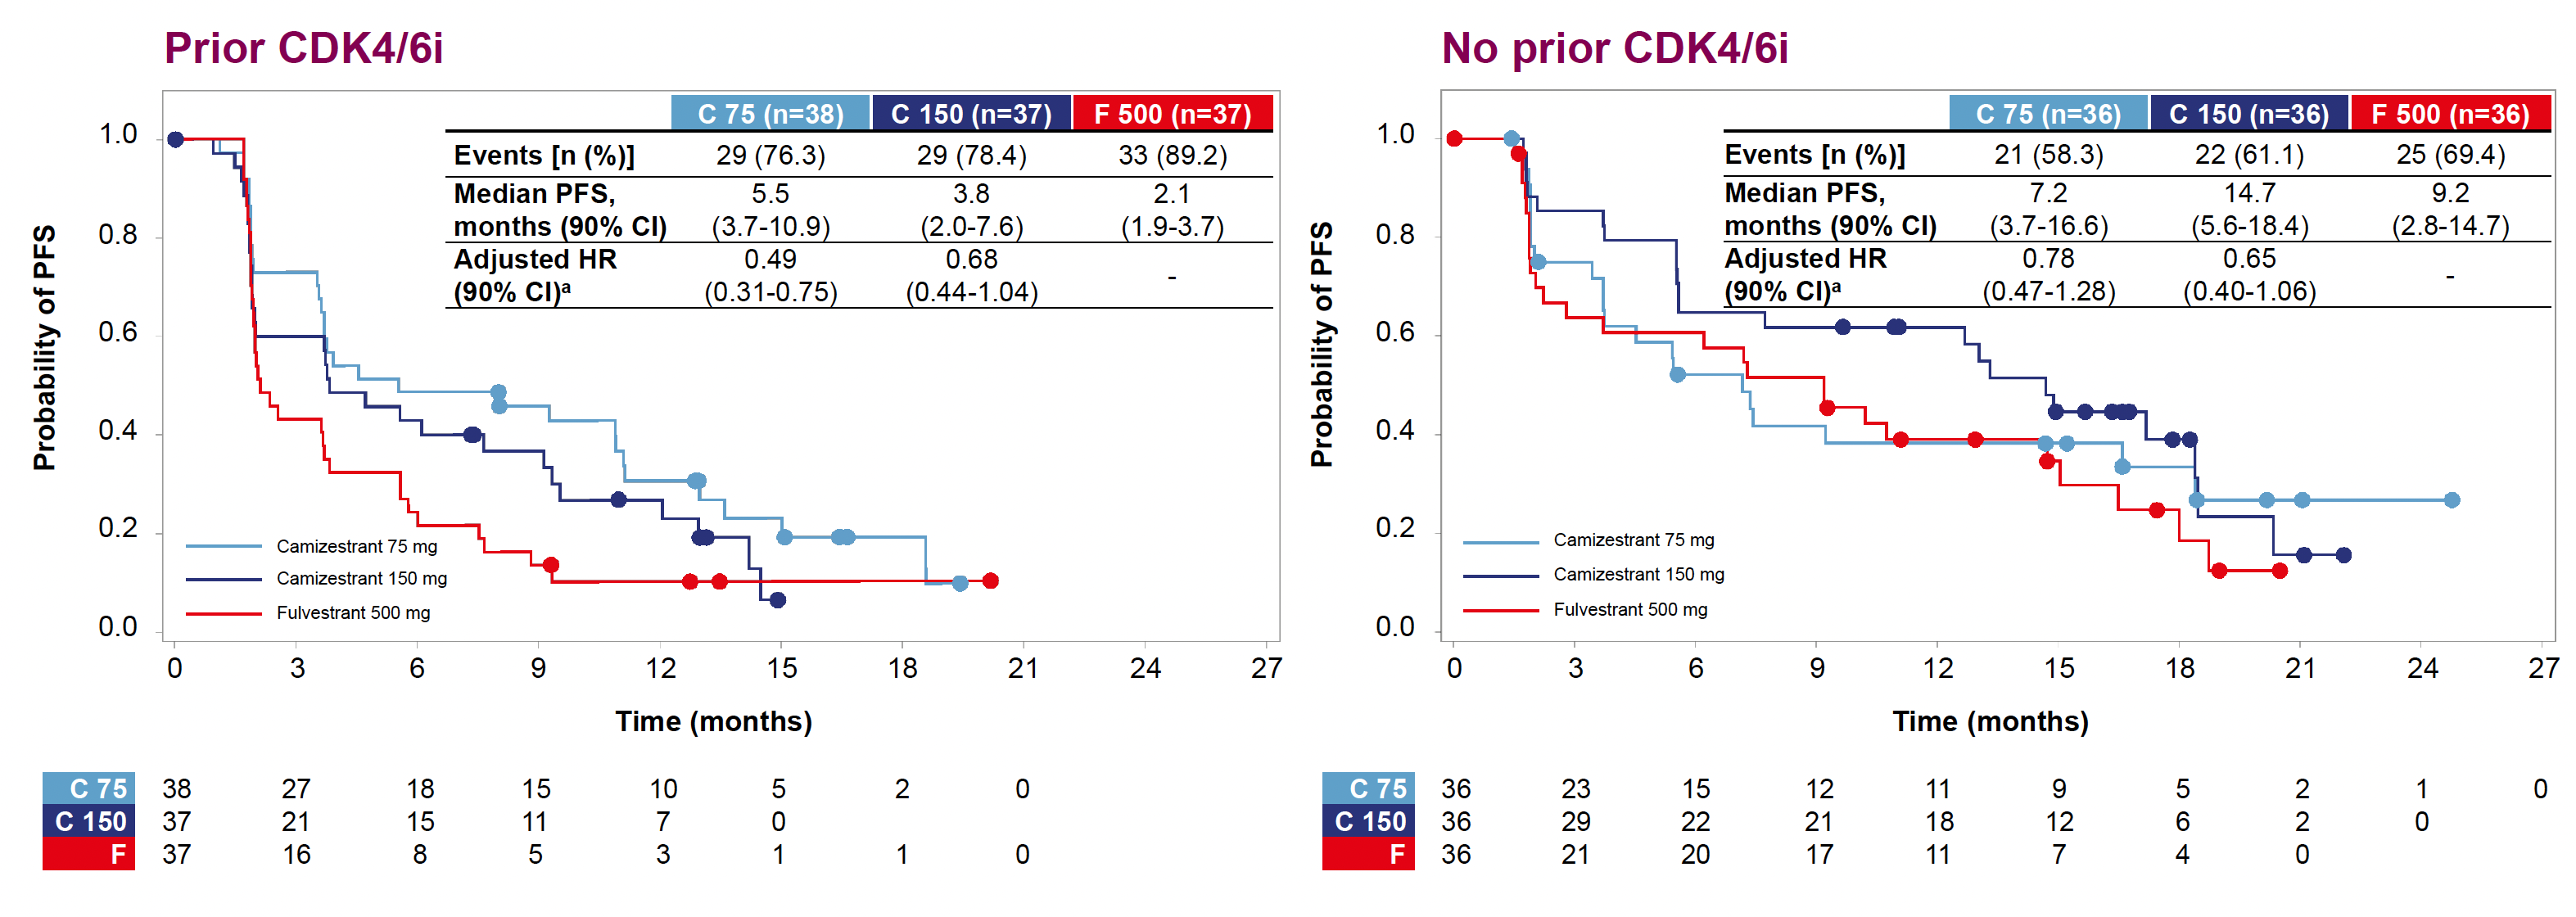 Prior CDK4/6i
C 75 (n=38) C 150 (n=37) F 500 (n=37)
Events [n (%)] 29 (76.3) 29 (78.4) 33 (89.2)
Median PFS, 5.5 3.8 2.1
months (90% CI) (3.7-10.9) (2.0-7.6) (1.9-3.7)
Adjusted HR 0.49 0.68 -
(90% CI)a (0.31-0.75) (0.44-1.04)
Probability of PFS
1.0
0.8
0.6
0.4
0.2
0.0
Camizestrant 75 mg
Camizestrant 150 mg
Fulvestrant 500 mg
0 3 6 9 12 15 18 21 24 27
Time (months)
C 75 38 27 18 15 10 5 2 0
C 150 37 21 15 11 7 0
F 37 16 8 5 3 1 1 0
No prior CDK4/6i
C 75 (n=36) C 150 (n=36) F 500 (n=36)
Events [n (%)] 21 (58.3) 22 (61.1) 25 (69.4)
Median PFS, 7.2 14.7 9.2
months (90% CI) (3.7-16.6) (5.6-18.4) (2.8-14.7)
Adjusted HR 0.78 0.65 -
(90% CI)a (0.47-1.28) (0.40-1.06)
Probability of PFS
1.0
0.8
0.6
0.4
0.2
0.0
Camizestrant 75 mg
Camizestrant 150 mg
Fulvestrant 500 mg
0 3 6 9 12 15 18 21 24 27
Time (months)
C 75 36 23 15 12 11 9 5 2 1 0
C 150 36 29 22 21 18 12 6 2 0
F 36 21 20 17 11 7 4 0